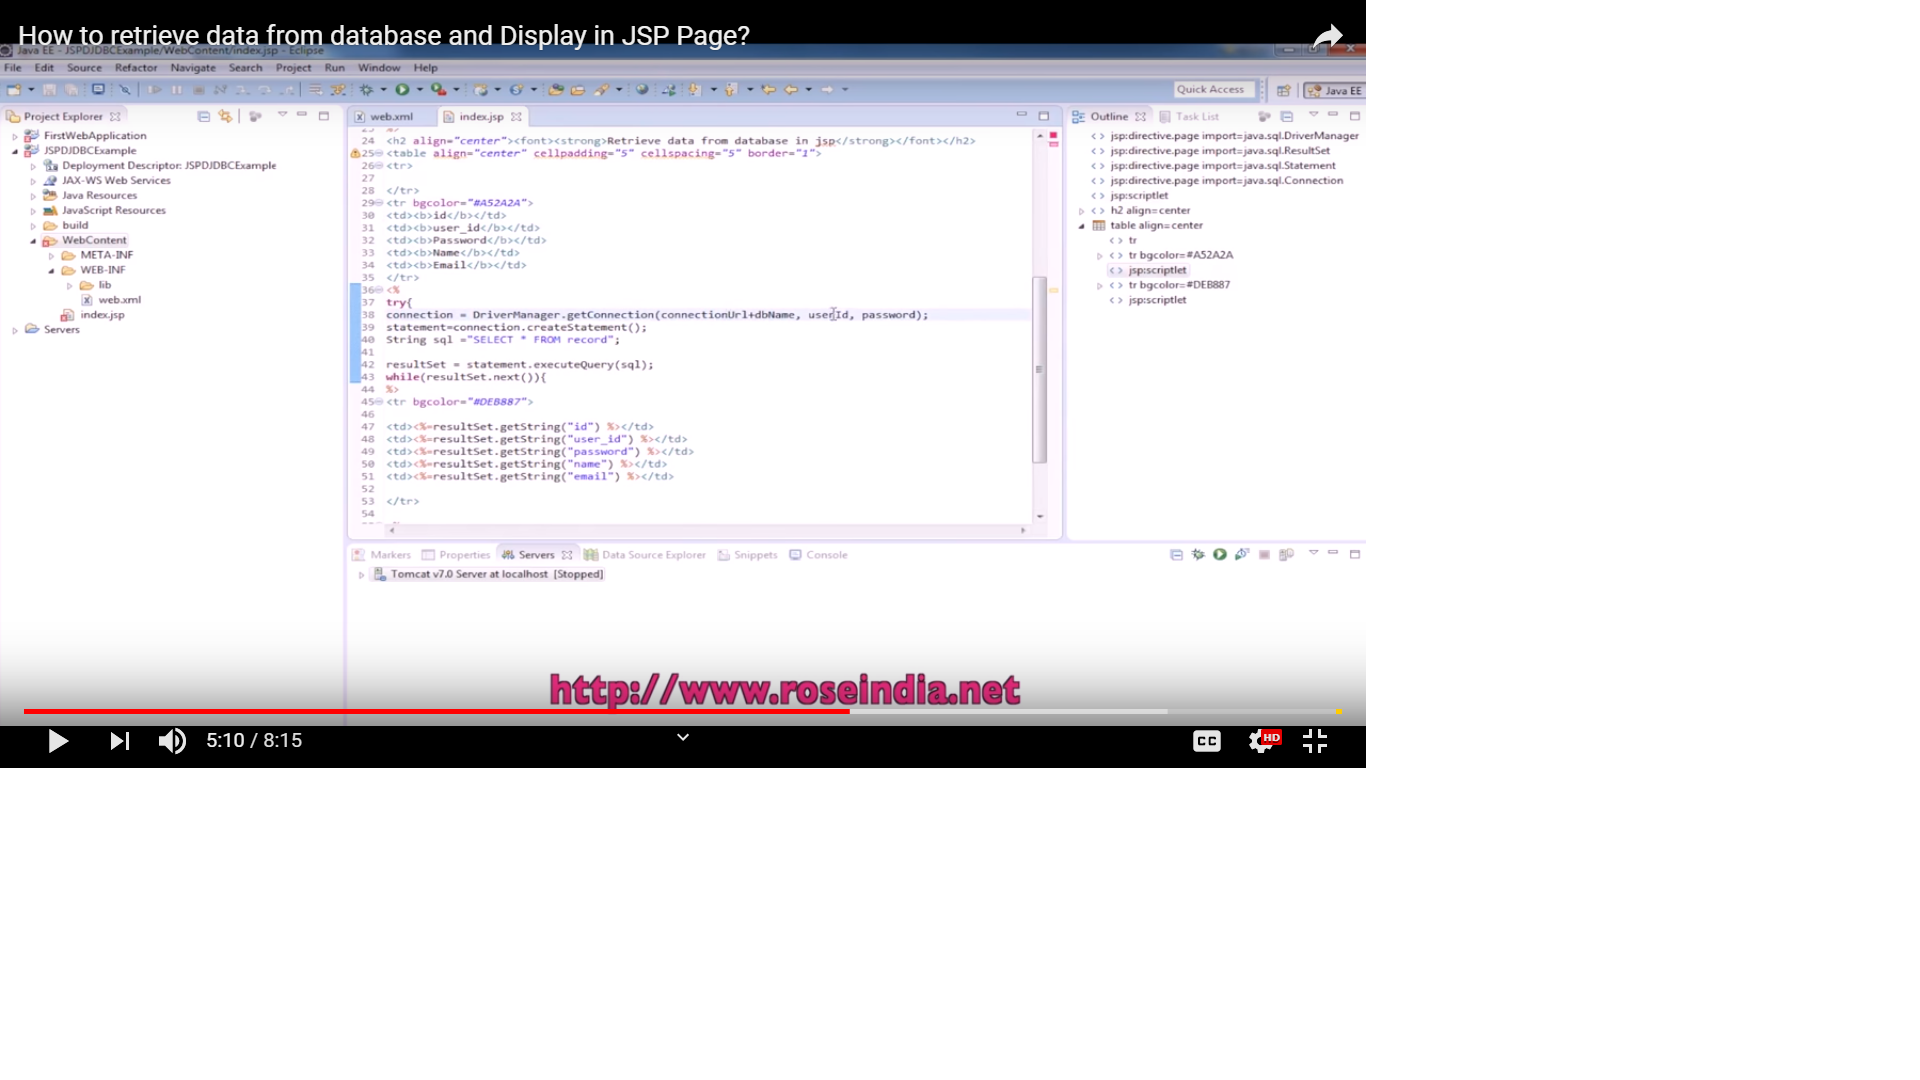 How to retrieve data from database and Display in JSP Page?
Java EE - JSPDJDBCExample/WebContent/index.jsp - Eclipse
File Edit Source Refactor Navigate Search Project Run Window Help
Quick Access
Java EE
Project Explorer
FirstWebApplication
JSPDJDBCExample
Deployment Descriptor: JSPDJDBCExample
JAX-WS Web Services
Java Resources
JavaScript Resources
build
WebContent
META-INF
WEB-INF
lib
web.xml
index.jsp
Servers
web.xml index.jsp
24 <h2 align="center"><font><strong>Retrieve data from database in jsp</strong></font></h2>
25 <table align="center" cellpadding="5" cellspacing="5" border="1">
26 <tr>
27
28 </tr>
29 <tr bgcolor="#A52A2A">
30 <td><b>id</b></td>
31 <td><b>user_id</b></td>
32 <td><b>Password</b></td>
33 <td><b>Name</b></td>
34 <td><b>Email</b></td>
35 </tr>
36 <%
37 try{
38 connection = DriverManager.getConnection(connectionUrl+dbName, userId, password);
39 statement=connection.createStatement();
40 String sql ="SELECT * FROM record";
41
42 resultSet = statement.executeQuery(sql);
43 while(resultSet.next()){
44 %>
45 <tr bgcolor="#DEB887">
46
47 <td><%=resultSet.getString("id") %></td>
48 <td><%=resultSet.getString("user_id") %></td>
49 <td><%=resultSet.getString("password") %></td>
50 <td><%=resultSet.getString("name") %></td>
51 <td><%=resultSet.getString("email") %></td>
52
53 </tr>
54
Outline Task List
jsp:directive.page import=java.sql.DriverManager
jsp:directive.page import=java.sql.ResultSet
jsp:directive.page import=java.sql.Statement
jsp:directive.page import=java.sql.Connection
jsp:scriptlet
h2 align=center
table align=center
tr
tr bgcolor=#A52A2A
jsp:scriptlet
tr bgcolor=#DEB887
jsp:scriptlet
Markers Properties Servers Data Source Explorer Snippets Console
Tomcat v7.0 Server at localhost [Stopped]
http://www.roseindia.net
5:10 / 8:15
CC
HD